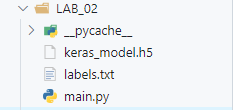 LAB_02
__pycache__
keras_model.h5
labels.txt
main.py